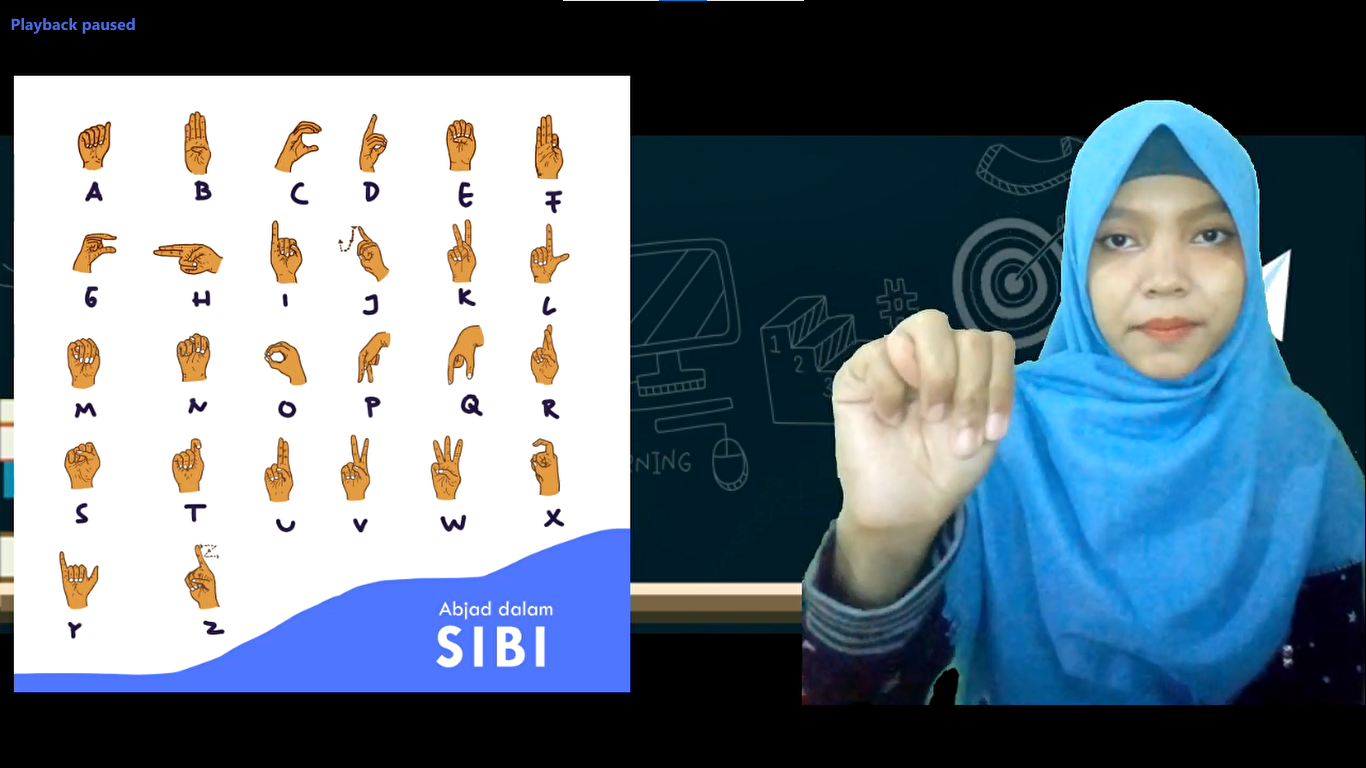 Playback paused
A B C D E F
G H I J K L
M N O P Q R
S T U V W X
Y Z
Abjad dalam
SIBI
1
2
3
#
RNING